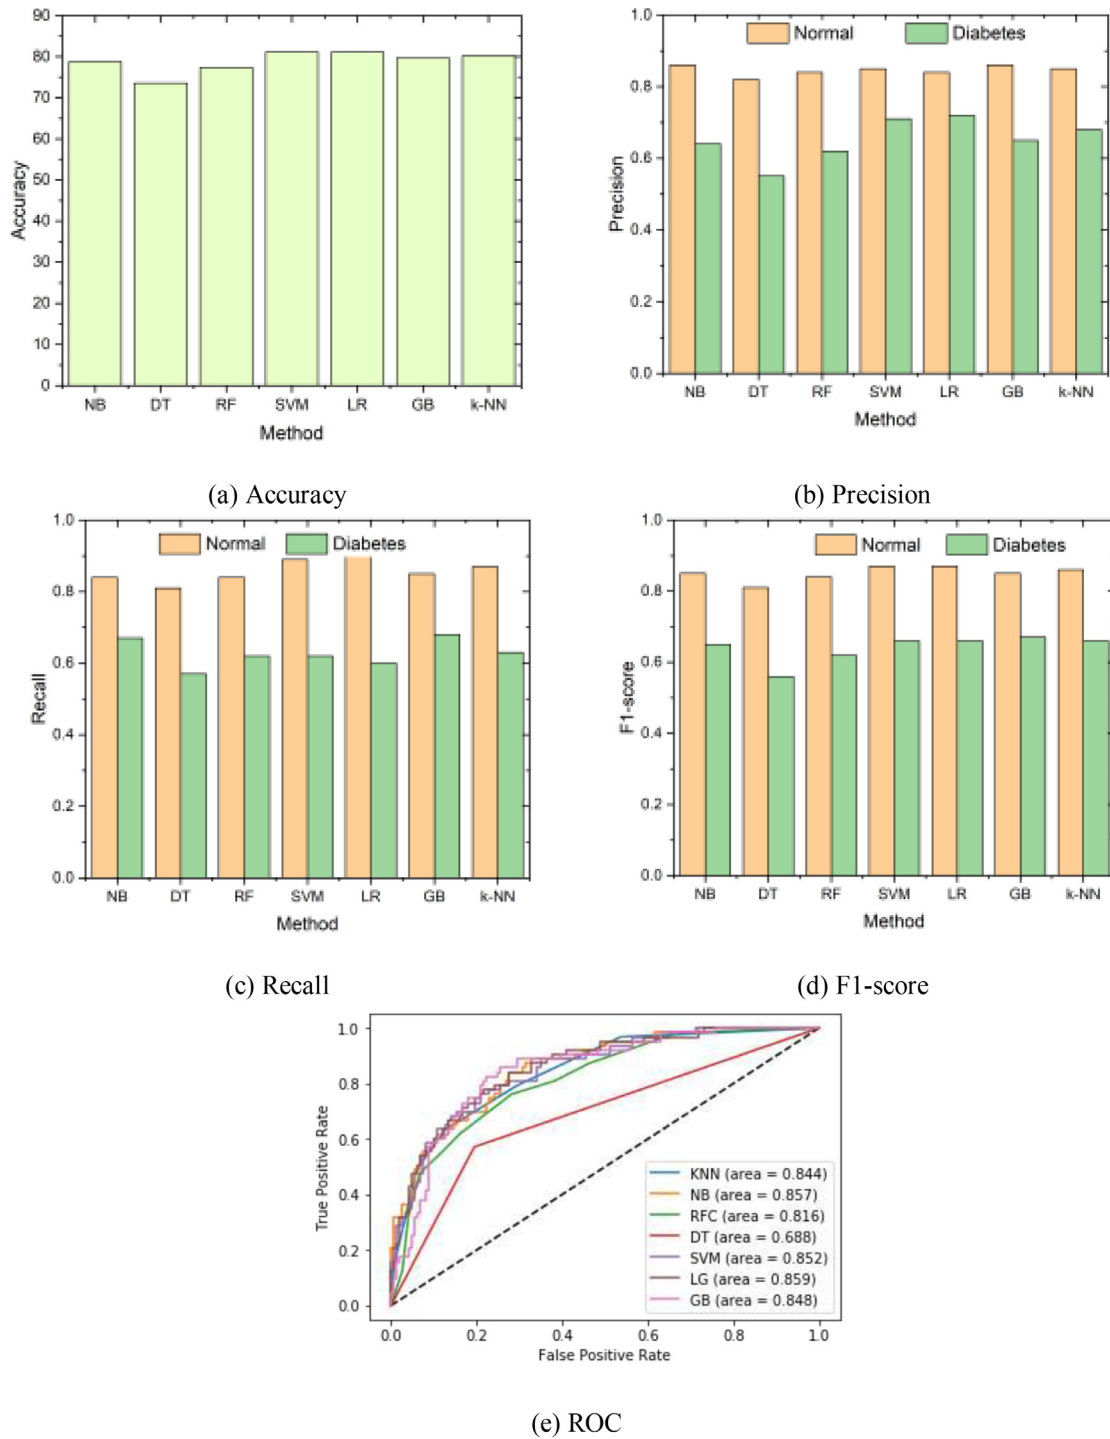 90
80
70
60
50
40
30
20
10
0
Accuracy
NB DT RF SVM LR GB k-NN
Method
(a) Accuracy
Normal Diabetes
1.0
0.8
0.6
0.4
0.2
0.0
Precision
NB DT RF SVM LR GB k-NN
Method
(b) Precision
Normal Diabetes
1.0
0.8
0.6
0.4
0.2
0.0
Recall
NB DT RF SVM LR GB k-NN
Method
(c) Recall
Normal Diabetes
1.0
0.8
0.6
0.4
0.2
0.0
F1-score
NB DT RF SVM LR GB k-NN
Method
(d) F1-score
1.0
0.8
0.6
0.4
0.2
0.0
True Positive Rate
KNN (area = 0.844)
NB (area = 0.857)
RFC (area = 0.816)
DT (area = 0.688)
SVM (area = 0.852)
LG (area = 0.859)
GB (area = 0.848)
0.0 0.2 0.4 0.6 0.8 1.0
False Positive Rate
(e) ROC